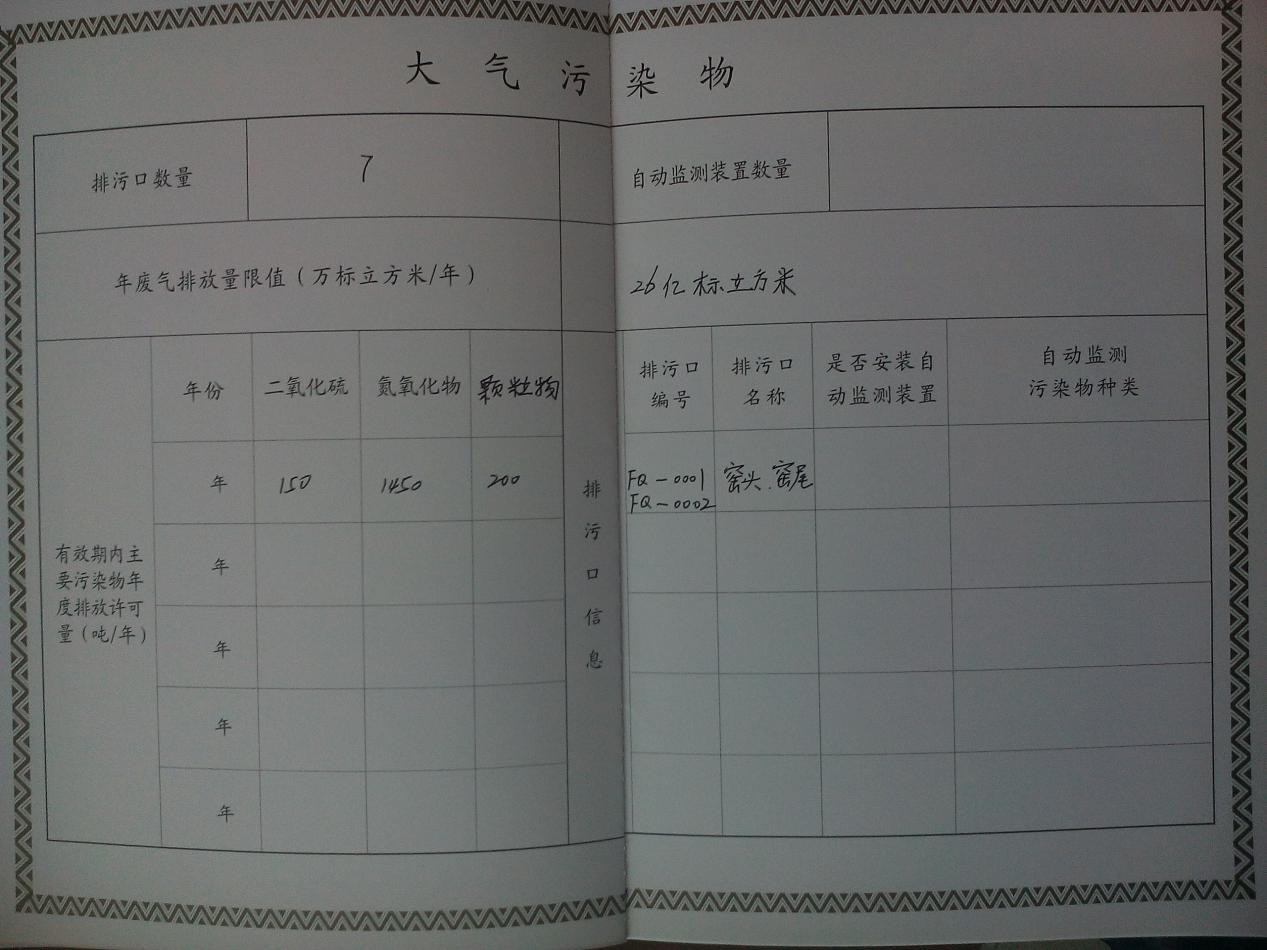 大气污染物
排污口数量
7
自动监测装置数量
年废气排放量限值(万标立方米/年)
26亿标立方米
有效期内主
要污染物年
度排放许可
量(吨/年)
年份
二氧化硫
氮氧化物
颗粒物
年
150
1450
200
年
年
年
年
排
污
口
信
息
排污口
编号
排污口
名称
是否安装自
动监测装置
自动监测
污染物种类
FQ-0001
FQ-0002
窑头.窑尾